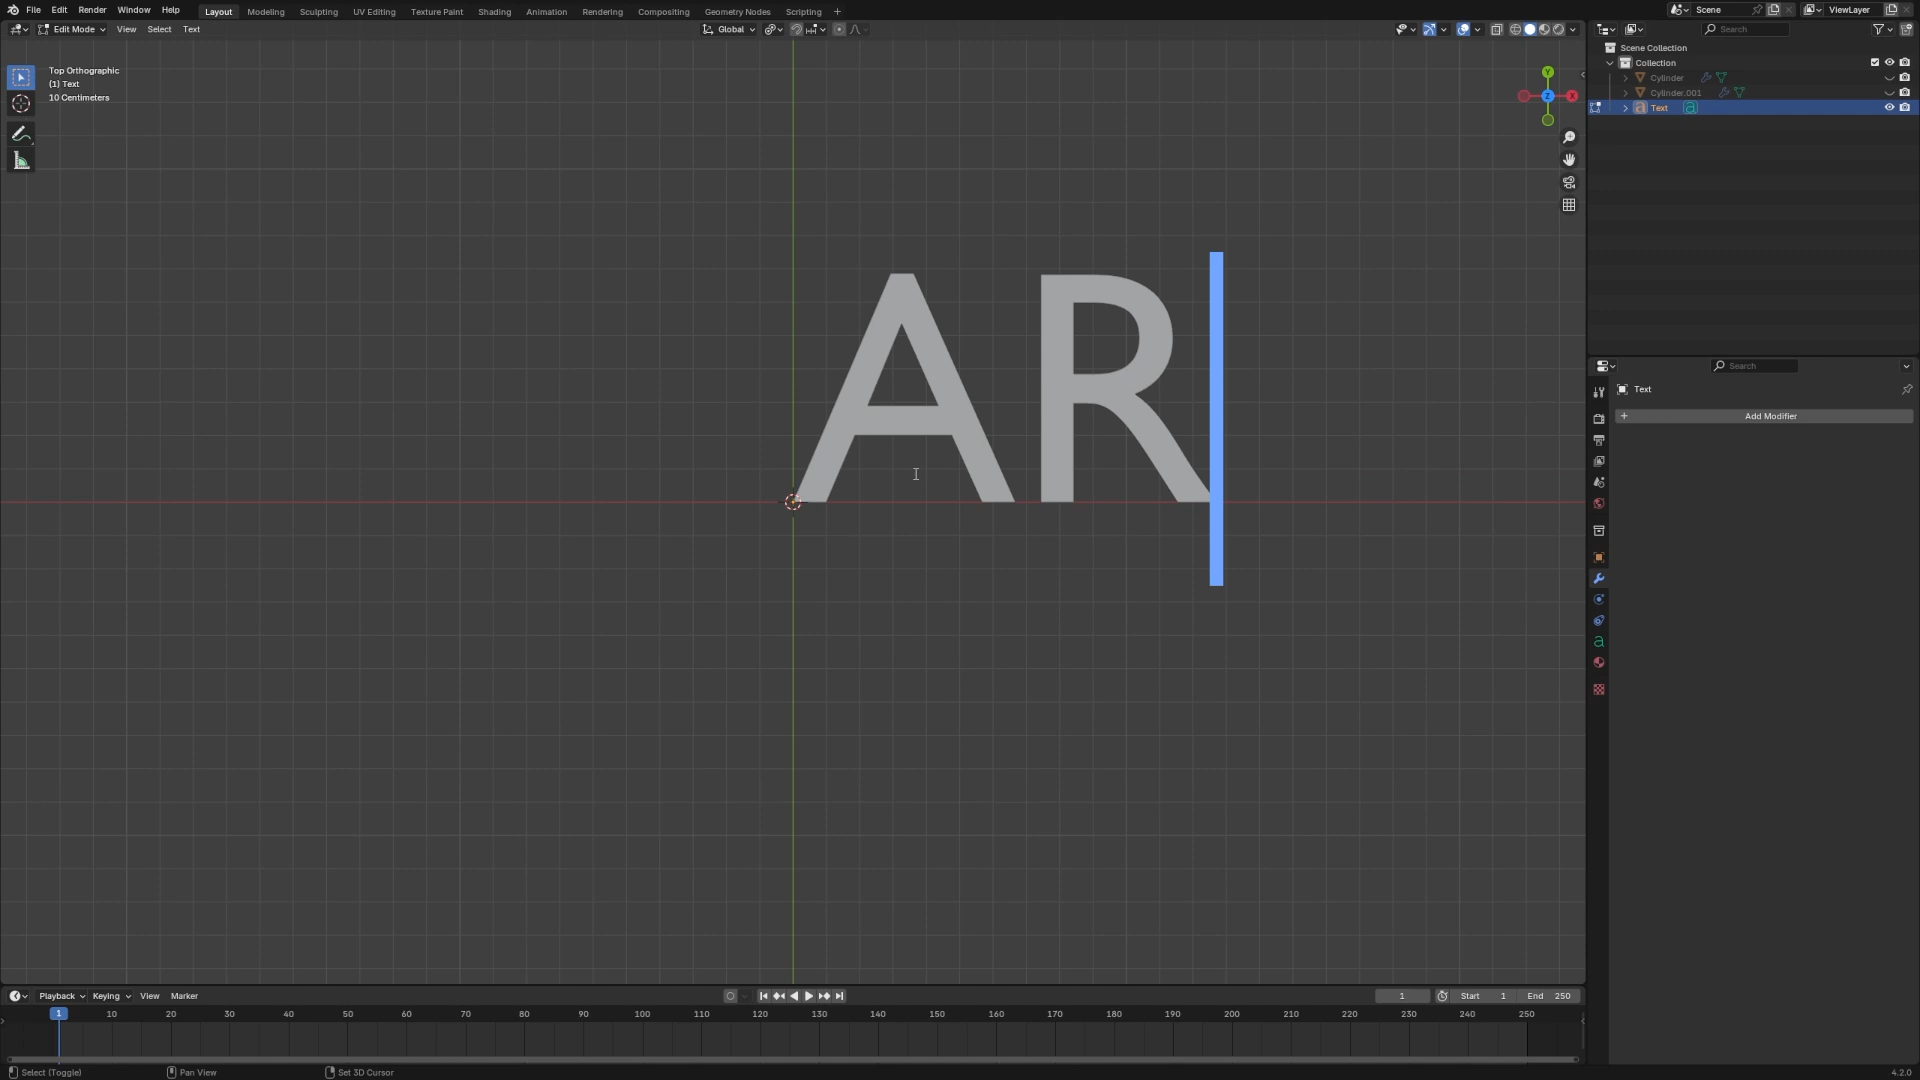 File Edit Render Window Help Layout Modeling Sculpting UV Editing Texture Paint Shading Animation Rendering Compositing Geometry Nodes Scripting + Scene ViewLayer
Edit Mode View Select Text Global Search
Top Orthographic
(1) Text
10 Centimeters
Y
Z
X
Scene Collection
Collection
Cylinder
Cylinder.001
Text
AR
Search
Text
+ Add Modifier
Playback Keying View Marker 1 Start 1 End 250
1 10 20 30 40 50 60 70 80 90 100 110 120 130 140 150 160 170 180 190 200 210 220 230 240 250
Select (Toggle) Pan View Set 3D Cursor 4.2.0